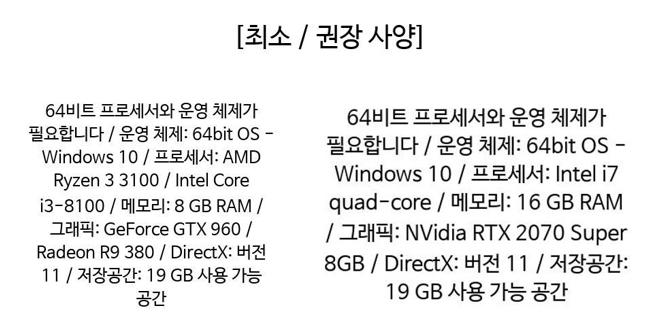 [최소 / 권장 사양]
64비트 프로세서와 운영 체제가
필요합니다 / 운영 체제: 64bit OS -
Windows 10 / 프로세서: AMD
Ryzen 3 3100 / Intel Core
i3-8100 / 메모리: 8 GB RAM /
그래픽: GeForce GTX 960 /
Radeon R9 380 / DirectX: 버전
11 / 저장공간: 19 GB 사용 가능
공간
64비트 프로세서와 운영 체제가
필요합니다 / 운영 체제: 64bit OS -
Windows 10 / 프로세서: Intel i7
quad-core / 메모리: 16 GB RAM
/ 그래픽: NVidia RTX 2070 Super
8GB / DirectX: 버전 11 / 저장공간:
19 GB 사용 가능 공간